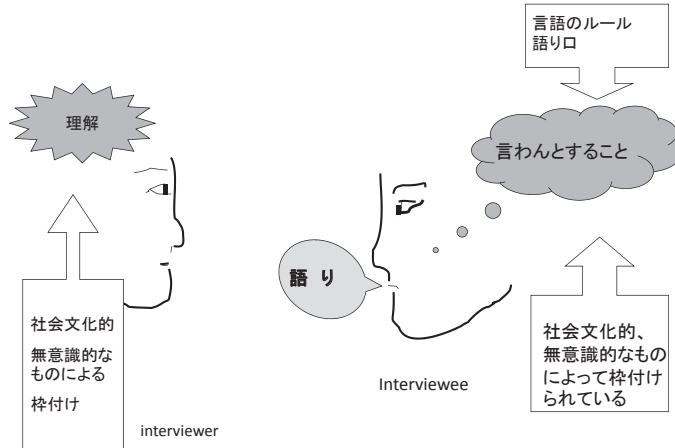 言語のルール
語り口
理解
言わんとすること
語 り
社会文化的
無意識的な
ものによる
枠付け
社会文化的、
無意識的なもの
によって枠付け
られている
Interviewee
interviewer